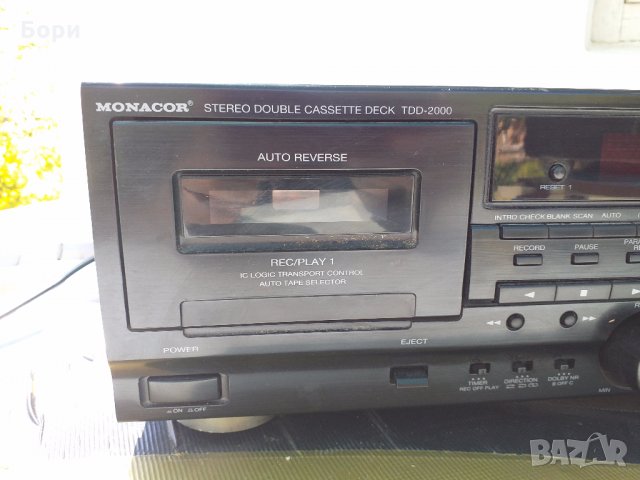 Бори
MONACOR® STEREO DOUBLE CASSETTE DECK TDD-2000
AUTO REVERSE
REC/PLAY 1
IC LOGIC TRANSPORT CONTROL
AUTO TAPE SELECTOR
RESET 1
INTRO CHECK BLANK SCAN AUTO
RECORD PAUSE
POWER
ON OFF
EJECT
TIMER DIRECTION DOLBY NR
REC OFF PLAY B OFF C
MIN
BAZAR